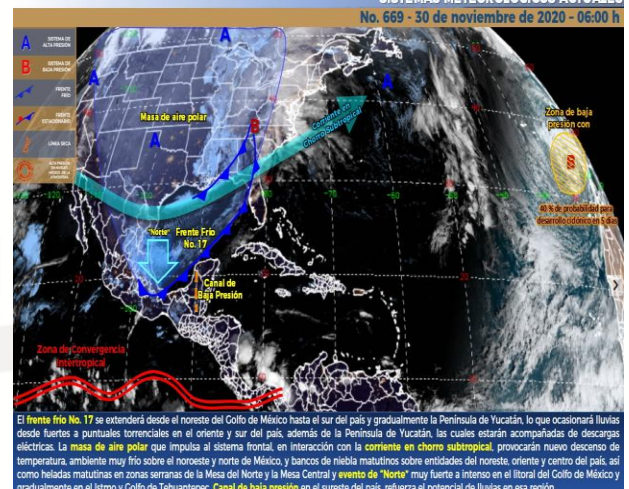 SISTEMAS METEOROLÓGICOS ACTUALES
No. 669 - 30 de noviembre de 2020 - 06:00 h
A SISTEMA DE
ALTA PRESIÓN
B SISTEMA DE
BAJA PRESIÓN
FRENTE
FRÍO
FRENTE
ESTACIONARIO
LÍNEA SECA
A
A
A
A
Masa de aire polar
B
Corriente en
Chorro Subtropical
Zona de baja
presión con
B
40 % de probabilidad para
desarrollo ciclónico en 5 días
"Norte" Frente Frío
No. 17
Canal de
Baja Presión
Zona de Convergencia
Intertropical
El frente frío No. 17 se extenderá desde el noreste del Golfo de México hasta el sur del país y gradualmente la Península de Yucatán, lo que ocasionará lluvias
desde fuertes a puntuales torrenciales en el oriente y sur del país, además de la Península de Yucatán, las cuales estarán acompañadas de descargas
eléctricas. La masa de aire polar que impulsa al sistema frontal, en interacción con la corriente en chorro subtropical, provocarán nuevo descenso de
temperatura, ambiente muy frío sobre el noroeste y norte de México, y bancos de niebla matutinos sobre entidades del noreste, oriente y centro del país, así
como heladas matutinas en zonas serranas de la Mesa del Norte y la Mesa Central y evento de "Norte" muy fuerte a intenso en el litoral del Golfo de México y
gradualmente en el Istmo y Golfo de Tehuantepec. Canal de baja presión en el sureste del país, refuerza el potencial de lluvias en esa región.